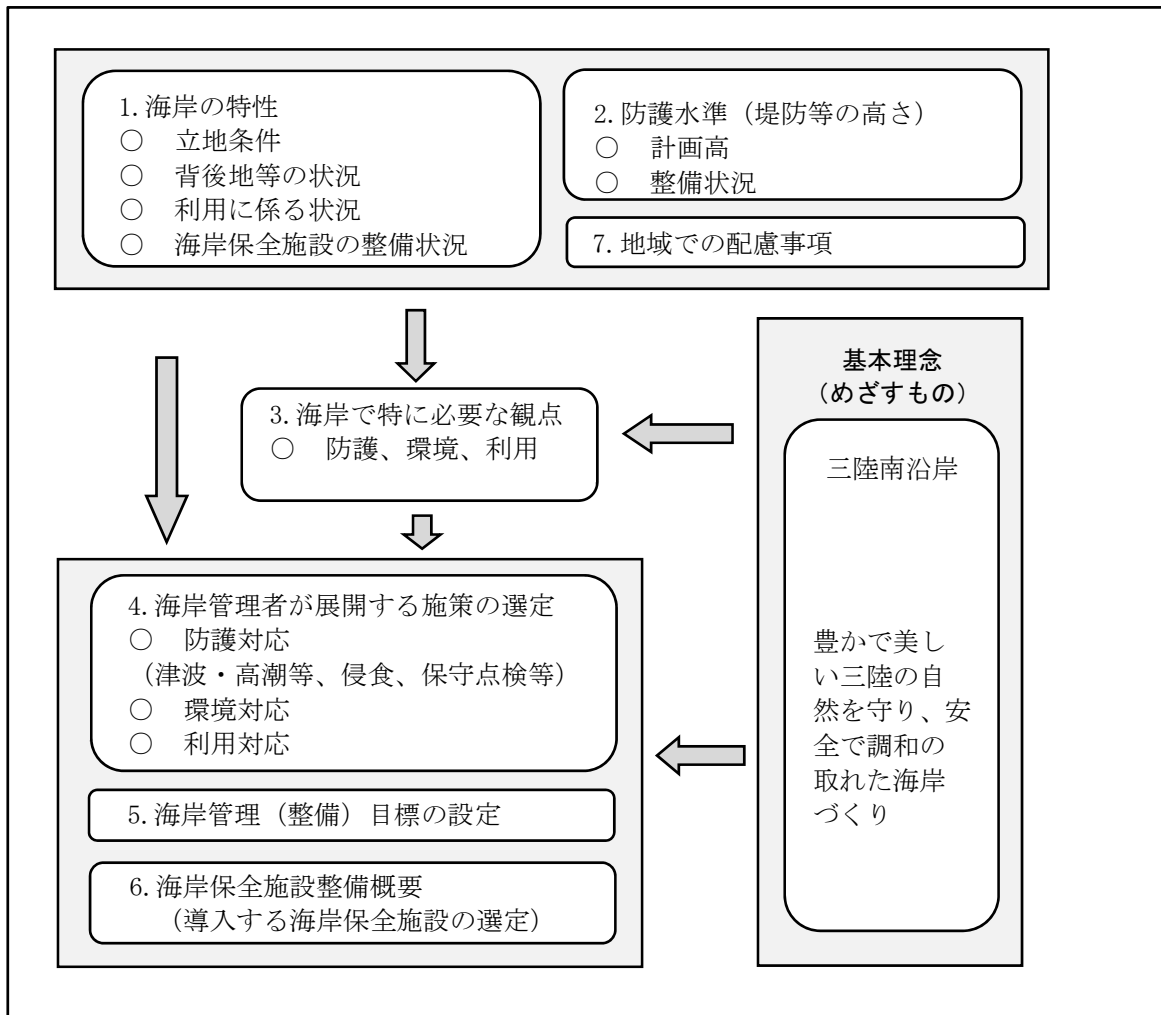 1.海岸の特性
○ 立地条件
○ 背後地等の状況
○ 利用に係る状況
○ 海岸保全施設の整備状況
2.防護水準（堤防等の高さ）
○ 計画高
○ 整備状況
7.地域での配慮事項
3.海岸で特に必要な観点
○ 防護、環境、利用
4.海岸管理者が展開する施策の選定
○ 防護対応
（津波・高潮等、侵食、保守点検等）
○ 環境対応
○ 利用対応
5.海岸管理（整備）目標の設定
6.海岸保全施設整備概要
（導入する海岸保全施設の選定）
基本理念
（めざすもの）
三陸南沿岸
豊かで美し
い三陸の自
然を守り、安
全で調和の
取れた海岸
づくり